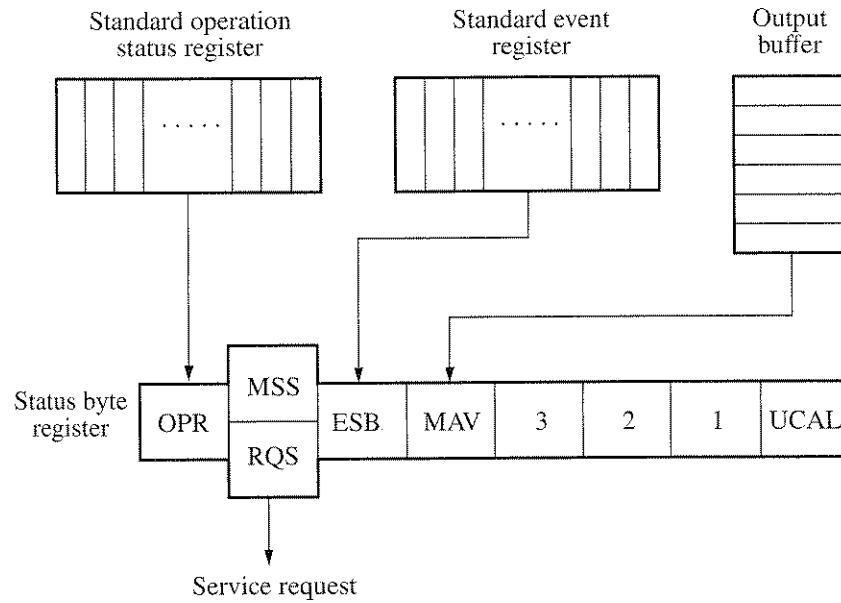 Standard operation
status register
Standard event
register
Output
buffer
.....
.....
Status byte
register
OPR
MSS
RQS
ESB
MAV
3
2
1
UCAL
Service request